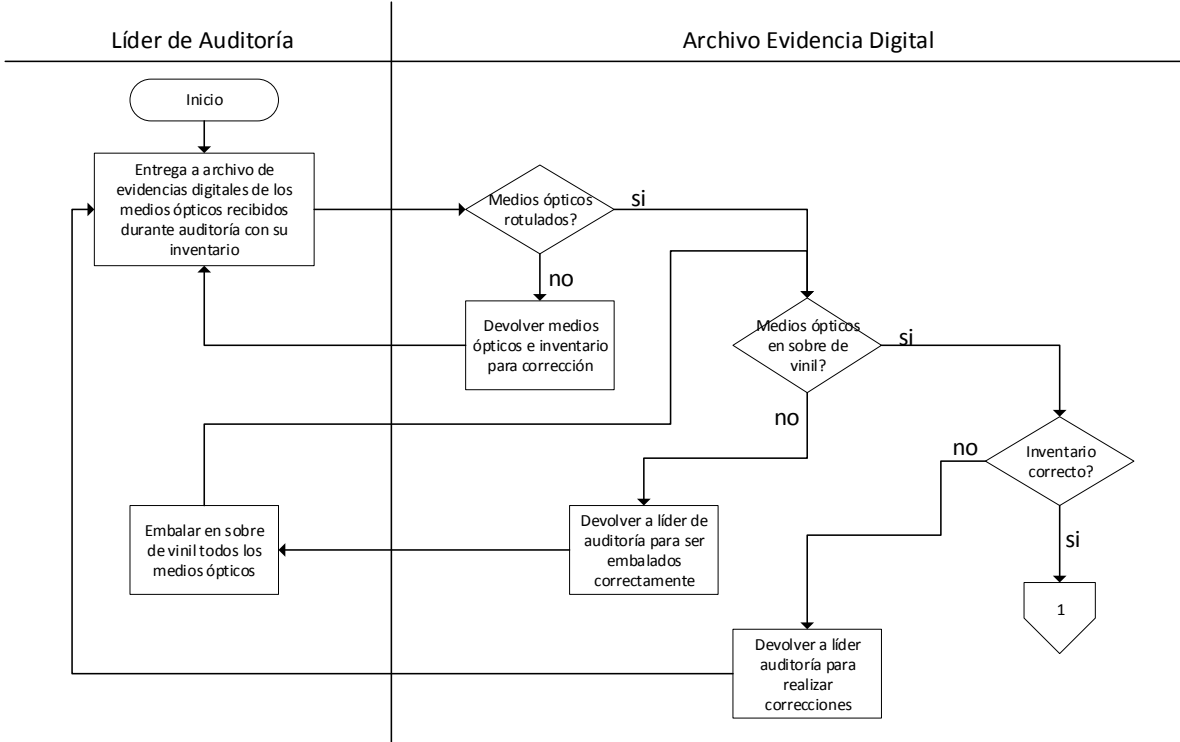 Líder de Auditoría
Archivo Evidencia Digital
Inicio
Entrega a archivo de
evidencias digitales de los
medios ópticos recibidos
durante auditoría con su
inventario
Medios ópticos
rotulados?
si
no
Devolver medios
ópticos e inventario
para corrección
Medios ópticos
en sobre de
vinil?
si
no
Inventario
correcto?
no
si
Embalar en sobre
de vinil todos los
medios ópticos
Devolver a líder de
auditoría para ser
embalados
correctamente
1
Devolver a líder
auditoría para
realizar
correcciones